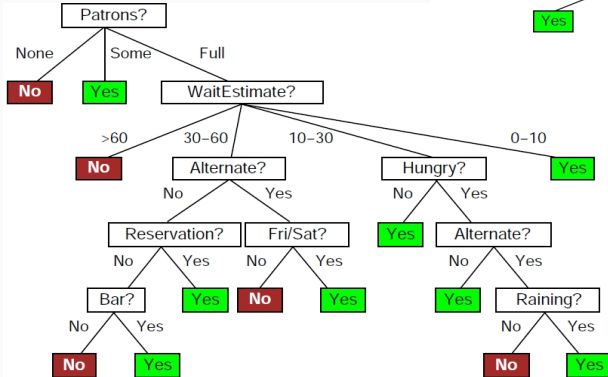 Patrons?
Yes
None Some Full
No Yes WaitEstimate?
>60 30–60 10–30 0–10
No Alternate? Hungry? Yes
No Yes No Yes
Reservation? Fri/Sat? Yes Alternate?
No Yes No Yes No Yes
Bar? Yes No Yes Yes Raining?
No Yes No Yes
No Yes No Yes